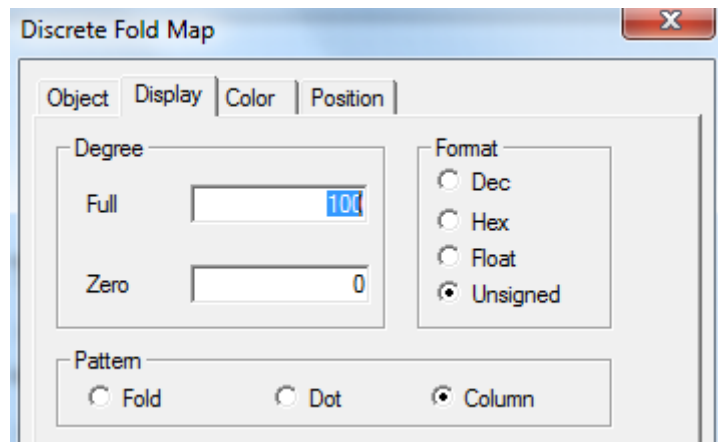 Discrete Fold Map
Object Display Color Position
Degree
Full 100
Zero 0
Format
Dec
Hex
Float
Unsigned
Pattern
Fold Dot Column